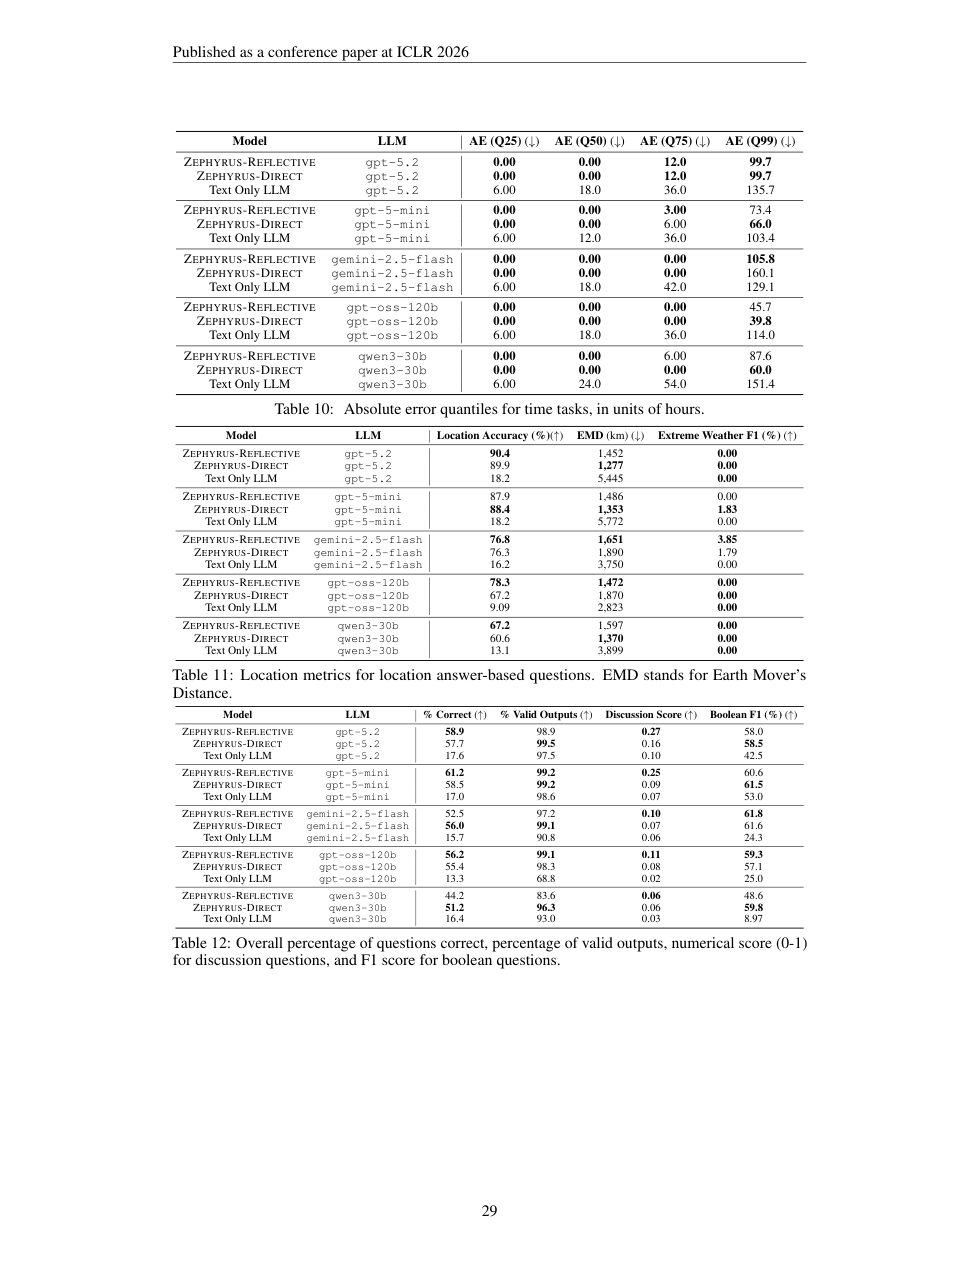 Published as a conference paper at ICLR 2026
Model LLM AE (Q25) (↓) AE (Q50) (↓) AE (Q75) (↓) AE (Q99) (↓)
ZEPHYRUS-REFLECTIVE gpt-5.2 0.00 0.00 12.0 99.7
ZEPHYRUS-DIRECT gpt-5.2 0.00 0.00 12.0 99.7
Text Only LLM gpt-5.2 6.00 18.0 36.0 135.7
ZEPHYRUS-REFLECTIVE gpt-5-mini 0.00 0.00 3.00 73.4
ZEPHYRUS-DIRECT gpt-5-mini 0.00 0.00 6.00 66.0
Text Only LLM gpt-5-mini 6.00 12.0 36.0 103.4
ZEPHYRUS-REFLECTIVE gemini-2.5-flash 0.00 0.00 0.00 105.8
ZEPHYRUS-DIRECT gemini-2.5-flash 0.00 0.00 0.00 160.1
Text Only LLM gemini-2.5-flash 6.00 18.0 42.0 129.1
ZEPHYRUS-REFLECTIVE gpt-oss-120b 0.00 0.00 0.00 45.7
ZEPHYRUS-DIRECT gpt-oss-120b 0.00 0.00 0.00 39.8
Text Only LLM gpt-oss-120b 6.00 18.0 36.0 114.0
ZEPHYRUS-REFLECTIVE qwen3-30b 0.00 0.00 6.00 87.6
ZEPHYRUS-DIRECT qwen3-30b 0.00 0.00 0.00 60.0
Text Only LLM qwen3-30b 6.00 24.0 54.0 151.4
Table 10: Absolute error quantiles for time tasks, in units of hours.
Model LLM Location Accuracy (%)(↑) EMD (km) (↓) Extreme Weather F1 (%) (↑)
ZEPHYRUS-REFLECTIVE gpt-5.2 90.4 1,452 0.00
ZEPHYRUS-DIRECT gpt-5.2 89.9 1,277 0.00
Text Only LLM gpt-5.2 18.2 5,445 0.00
ZEPHYRUS-REFLECTIVE gpt-5-mini 87.9 1,486 0.00
ZEPHYRUS-DIRECT gpt-5-mini 88.4 1,353 1.83
Text Only LLM gpt-5-mini 18.2 5,772 0.00
ZEPHYRUS-REFLECTIVE gemini-2.5-flash 76.8 1,651 3.85
ZEPHYRUS-DIRECT gemini-2.5-flash 76.3 1,890 1.79
Text Only LLM gemini-2.5-flash 16.2 3,750 0.00
ZEPHYRUS-REFLECTIVE gpt-oss-120b 78.3 1,472 0.00
ZEPHYRUS-DIRECT gpt-oss-120b 67.2 1,870 0.00
Text Only LLM gpt-oss-120b 9.09 2,823 0.00
ZEPHYRUS-REFLECTIVE qwen3-30b 67.2 1,597 0.00
ZEPHYRUS-DIRECT qwen3-30b 60.6 1,370 0.00
Text Only LLM qwen3-30b 13.1 3,899 0.00
Table 11: Location metrics for location answer-based questions. EMD stands for Earth Mover's
Distance.
Model LLM % Correct (↑) % Valid Outputs (↑) Discussion Score (↑) Boolean F1 (%) (↑)
ZEPHYRUS-REFLECTIVE gpt-5.2 58.9 98.9 0.27 58.0
ZEPHYRUS-DIRECT gpt-5.2 57.7 99.5 0.16 58.5
Text Only LLM gpt-5.2 17.6 97.5 0.10 42.5
ZEPHYRUS-REFLECTIVE gpt-5-mini 61.2 99.2 0.25 60.6
ZEPHYRUS-DIRECT gpt-5-mini 58.5 99.2 0.09 61.5
Text Only LLM gpt-5-mini 17.0 98.6 0.07 53.0
ZEPHYRUS-REFLECTIVE gemini-2.5-flash 52.5 97.2 0.10 61.8
ZEPHYRUS-DIRECT gemini-2.5-flash 56.0 99.1 0.07 61.6
Text Only LLM gemini-2.5-flash 15.7 90.8 0.06 24.3
ZEPHYRUS-REFLECTIVE gpt-oss-120b 56.2 99.1 0.11 59.3
ZEPHYRUS-DIRECT gpt-oss-120b 55.4 98.3 0.08 57.1
Text Only LLM gpt-oss-120b 13.3 68.8 0.02 25.0
ZEPHYRUS-REFLECTIVE qwen3-30b 44.2 83.6 0.06 48.6
ZEPHYRUS-DIRECT qwen3-30b 51.2 96.3 0.06 59.8
Text Only LLM qwen3-30b 16.4 93.0 0.03 8.97
Table 12: Overall percentage of questions correct, percentage of valid outputs, numerical score (0-1)
for discussion questions, and F1 score for boolean questions.
29